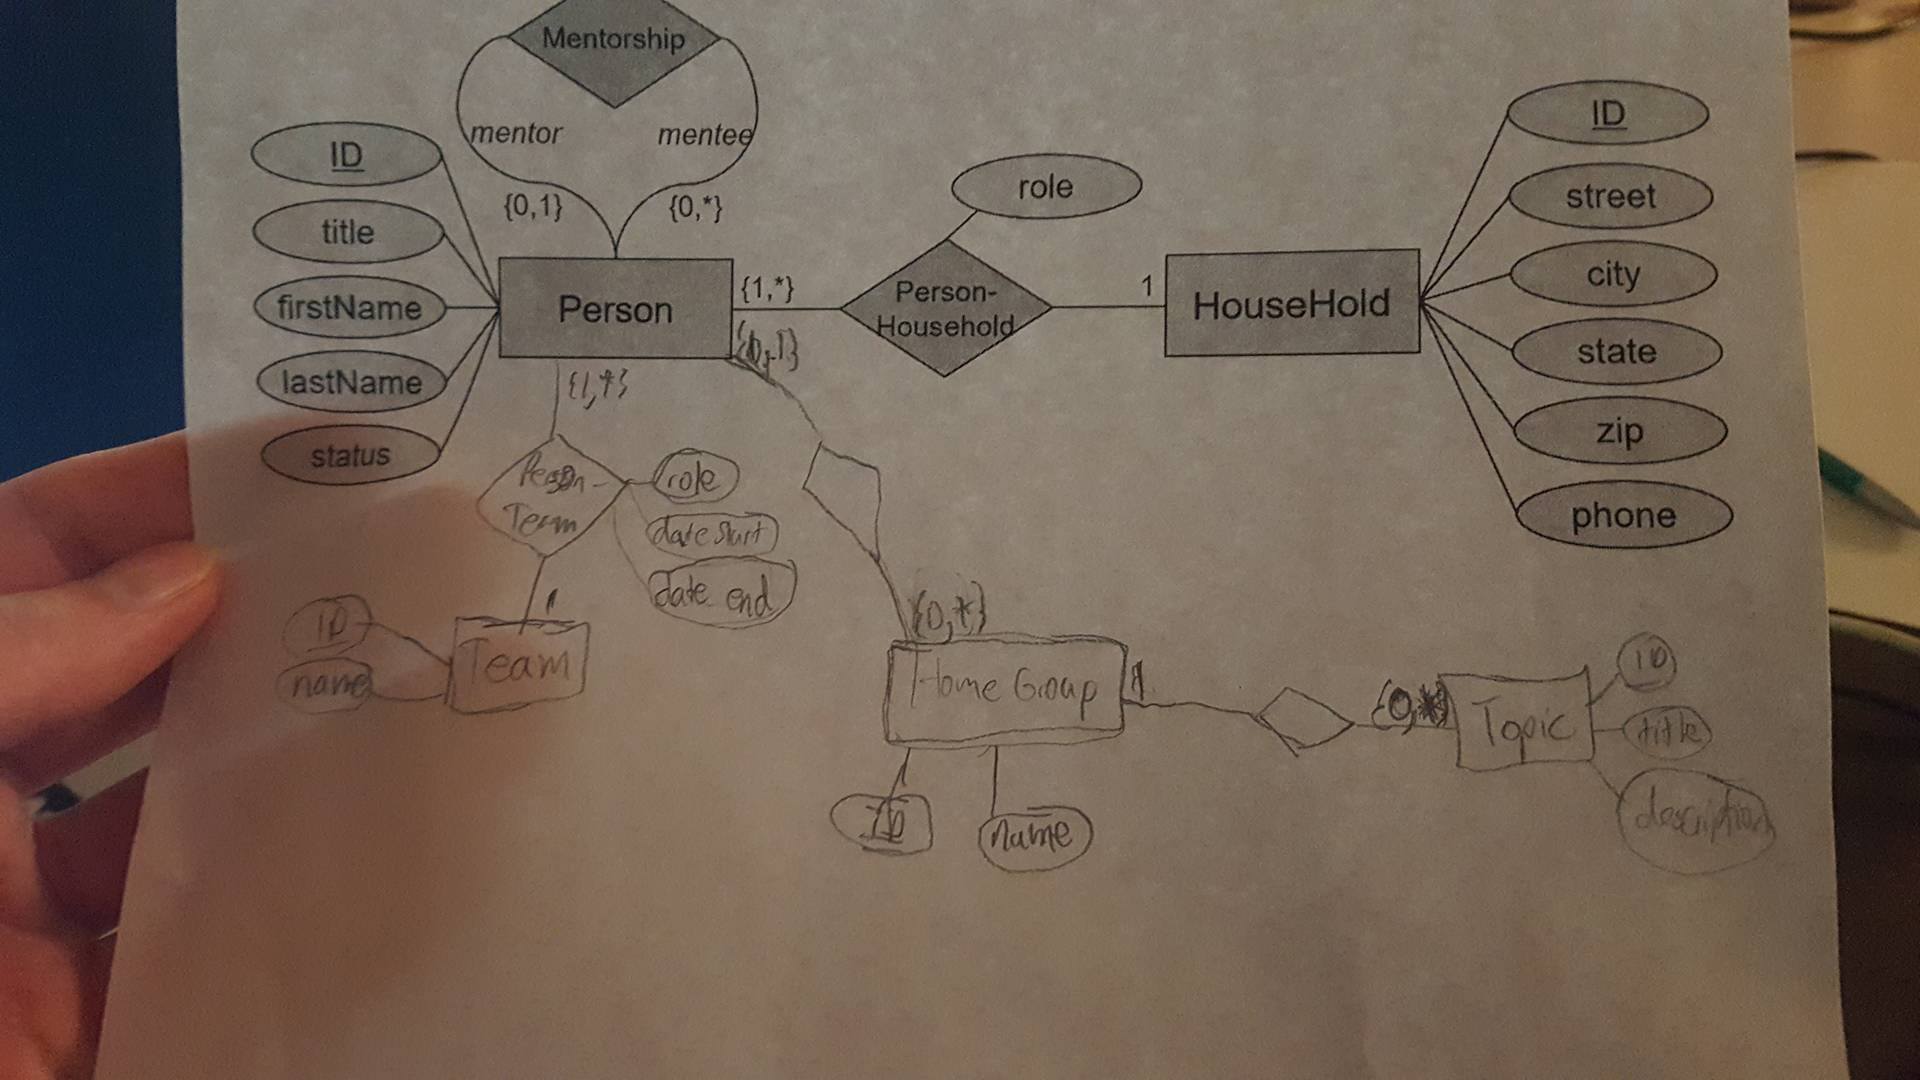 Mentorship
mentor
mentee
{0,1}
{0,*}
ID
title
firstName
lastName
status
Person
{1,*}
Person-
Household
role
1
HouseHold
ID
street
city
state
zip
phone
{1,*}
Person-
Team
role
date start
date end
1
Team
ID
name
{0,*}
Home Group
ID
name
1
{0,*}
Topic
ID
title
description